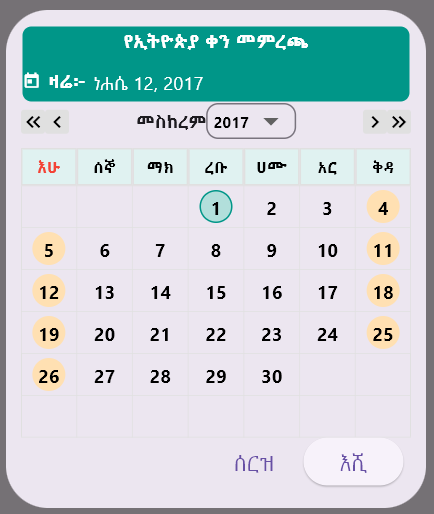 የኢትዮጵያ ቀን መምረጫ
ዛሬ፦ ነሐሴ 12, 2017
መስከረም 2017
እሁ ሰኞ ማክ ረቡ ሀሙ አር ቅዳ
1 2 3 4
5 6 7 8 9 10 11
12 13 14 15 16 17 18
19 20 21 22 23 24 25
26 27 28 29 30
ሰርዝ እሺ